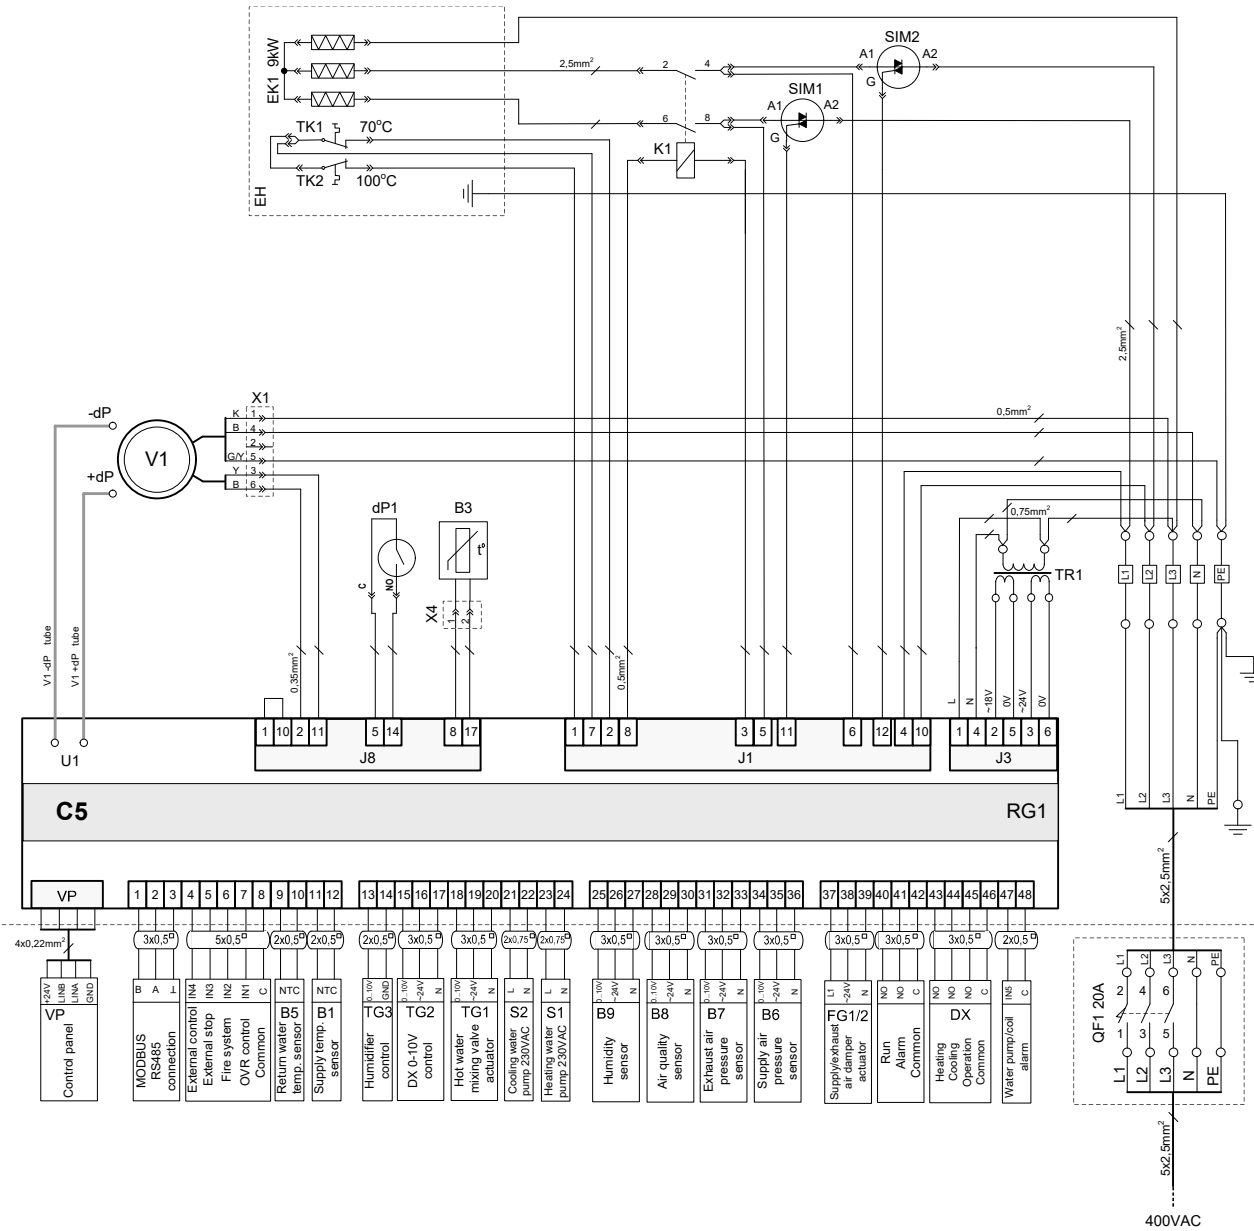 SIM2
A1
A2
G
EK1 9kW
2,5mm²
2
4
SIM1
A1
A2
G
6
8
TK1
70°C
K1
TK2
100°C
EH
2,5mm²
X1
-dP
K
1
0,5mm²
B
4
2
V1
G/Y
5
+dP
Y
3
B
6
dP1
B3
0,75mm²
t°
TR1
L1
L2
L3
N
PE
C
NO
X4
1
2
V1 -dP tube
V1 +dP tube
0,35mm²
0,5mm²
L
N
~18V
0V
~24V
0V
1
10
2
11
5
14
8
17
1
7
2
8
3
5
11
6
12
4
10
1
4
2
5
3
6
U1
J8
J1
J3
L1
L2
L3
N
PE
C5
RG1
5x2,5mm²
VP
1
2
3
4
5
6
7
8
9
10
11
12
13
14
15
16
17
18
19
20
21
22
23
24
25
26
27
28
29
30
31
32
33
34
35
36
37
38
39
40
41
42
43
44
45
46
47
48
4x0,22mm²
3x0,5
5x0,5
2x0,5
2x0,5
2x0,5
3x0,5
3x0,5
2x0,75
2x0,75
3x0,5
3x0,5
3x0,5
3x0,5
3x0,5
3x0,5
3x0,5
2x0,5
+24V
LINB
LINA
GND
VP
Control panel
B
A
⊥
MODBUS
RS485
connection
IN4
IN3
IN2
IN1
C
External control
External stop
Fire system
OVR control
Common
NTC
B5
Return water
temp. sensor
NTC
B1
Supply temp.
sensor
0..10V
GND
TG3
Humidifier
control
0..10V
~24V
N
TG2
DX 0-10V
control
0..10V
~24V
N
TG1
Hot water
mixing valve
actuator
L
N
S2
Cooling water
pump 230VAC
L
N
S1
Heating water
pump 230VAC
0..10V
~24V
N
B9
Humidity
sensor
0..10V
~24V
N
B8
Air quality
sensor
0..10V
~24V
N
B7
Exhaust air
pressure
sensor
0..10V
~24V
N
B6
Supply air
pressure
sensor
L1
~24V
N
FG1/2
Supply/exhaust
air damper
actuator
NO
NO
C
Run
Alarm
Common
NO
NO
NO
C
DX
Heating
Cooling
Operation
Common
IN5
C
Water pump/coil
alarm
L1
L2
L3
N
PE
2
4
6
QF1 20A
1
3
5
L1
L2
L3
N
PE
5x2,5mm²
400VAC